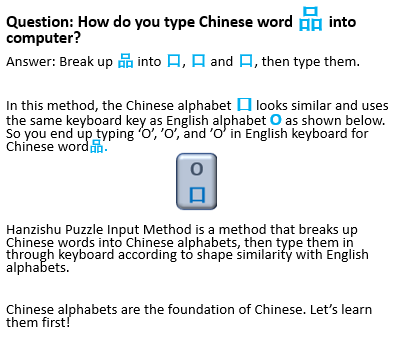 Question: How do you type Chinese word 品 into
computer?
Answer: Break up 品 into 口, 口 and 口, then type them.
In this method, the Chinese alphabet 口 looks similar and uses
the same keyboard key as English alphabet O as shown below.
So you end up typing ‘O’, ’O’, and ’O’ in English keyboard for
Chinese word品.
O
口
Hanzishu Puzzle Input Method is a method that breaks up
Chinese words into Chinese alphabets, then type them in
through keyboard according to shape similarity with English
alphabets.
Chinese alphabets are the foundation of Chinese. Let’s learn
them first!